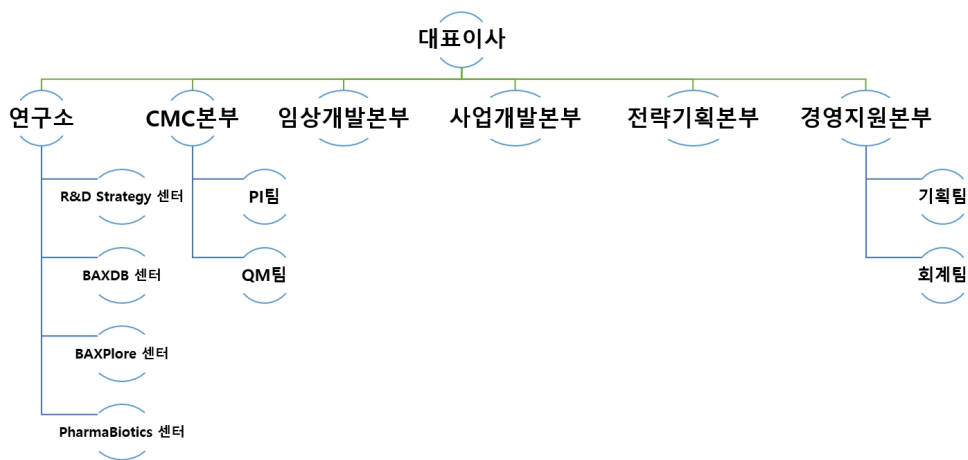 대표이사
연구소
CMC본부
임상개발본부
사업개발본부
전략기획본부
경영지원본부
R&D Strategy 센터
PI팀
기획팀
BAXDB 센터
QM팀
회계팀
BAXPlore 센터
PharmaBiotics 센터